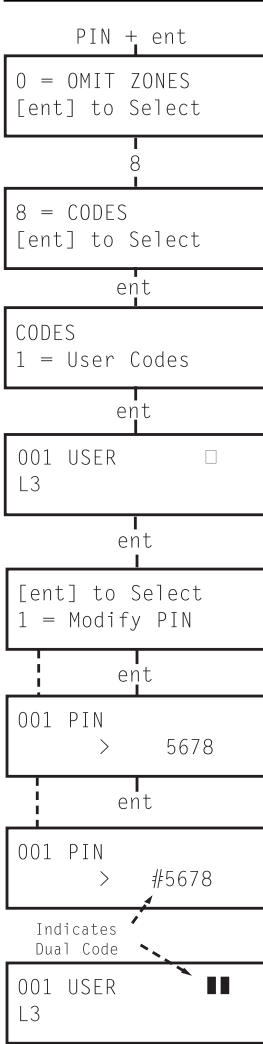 PIN + ent
0 = OMIT ZONES
[ent] to Select
8
8 = CODES
[ent] to Select
ent
CODES
1 = User Codes
ent
001 USER □
L3
ent
[ent] to Select
1 = Modify PIN
ent
001 PIN
> 5678
ent
001 PIN
> #5678
Indicates
Dual Code
001 USER ▮▮
L3